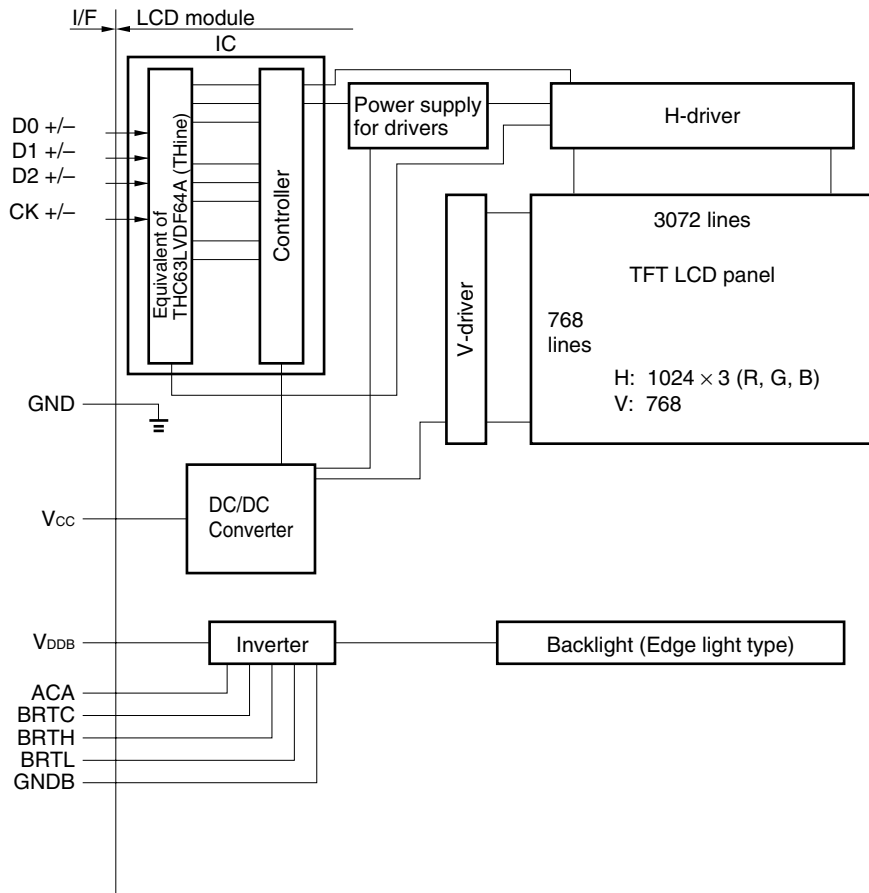 I/F LCD module
IC
D0 +/–
D1 +/–
D2 +/–
CK +/–
Equivalent of
THC63LVDF64A (THine)
Controller
Power supply
for drivers
H-driver
V-driver
3072 lines
TFT LCD panel
768
lines
H: 1024 × 3 (R, G, B)
V: 768
GND
VCC
DC/DC
Converter
VDDB
Inverter
Backlight (Edge light type)
ACA
BRTC
BRTH
BRTL
GNDB